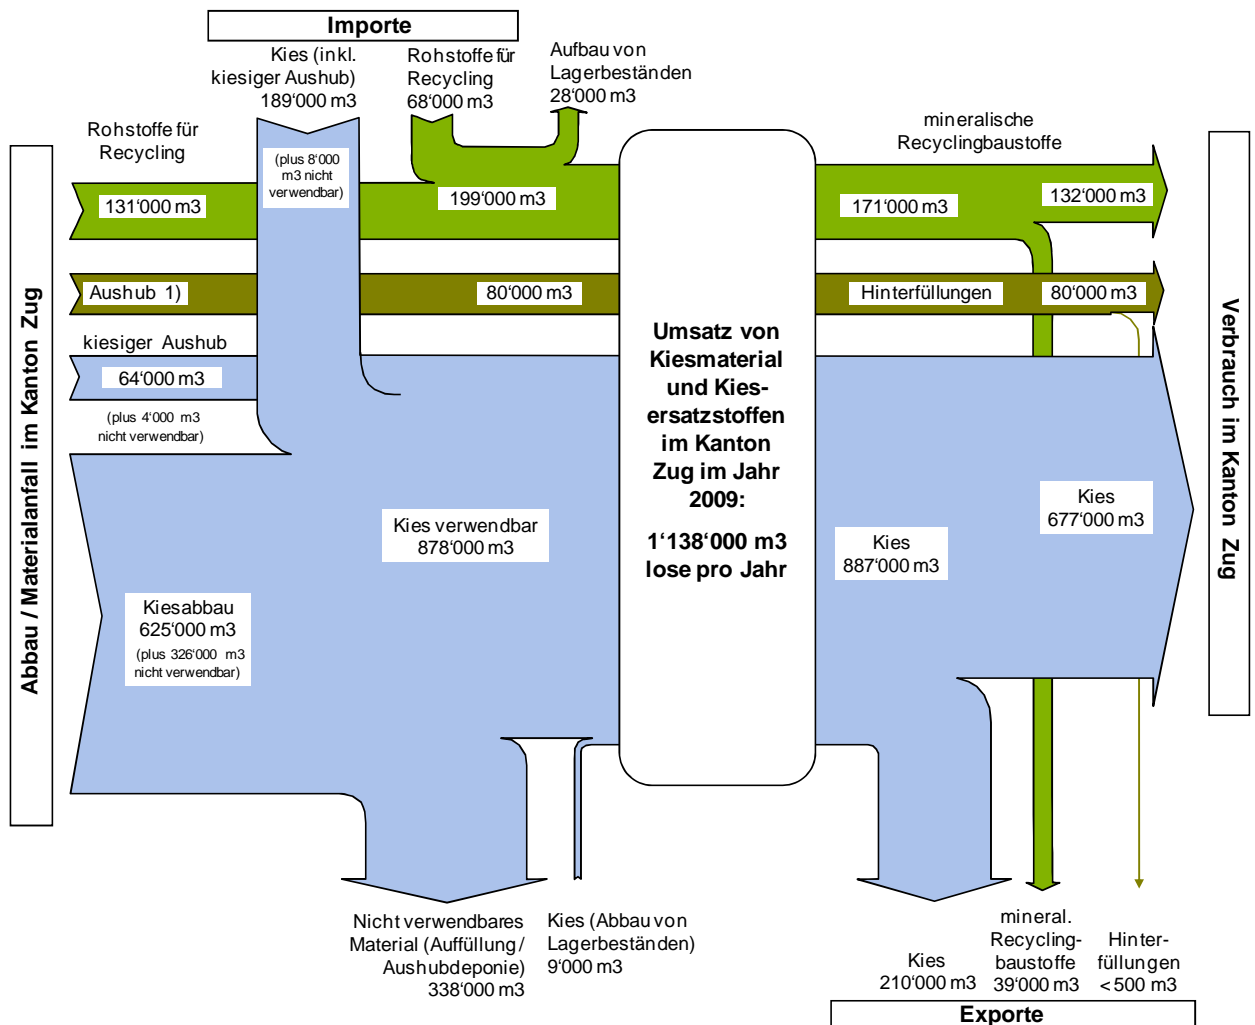 Importe
Kies (inkl.
kiesiger Aushub)
189‘000 m3
Rohstoffe für
Recycling
68‘000 m3
Aufbau von
Lagerbeständen
28‘000 m3
Rohstoffe für
Recycling
(plus 8‘000
m3 nicht
verwendbar)
mineralische
Recyclingbaustoffe
131‘000 m3
199‘000 m3
171‘000 m3
132‘000 m3
Aushub 1)
80‘000 m3
Hinterfüllungen
80‘000 m3
kiesiger Aushub
64‘000 m3
(plus 4‘000 m3
nicht verwendbar)
Abbau / Materialanfall im Kanton Zug
Umsatz von
Kiesmaterial
und Kies-
ersatzstoffen
im Kanton
Zug im Jahr
2009:
1‘138‘000 m3
lose pro Jahr
Verbrauch im Kanton Zug
Kies verwendbar
878‘000 m3
Kies
887‘000 m3
Kies
677‘000 m3
Kiesabbau
625‘000 m3
(plus 326‘000 m3
nicht verwendbar)
Nicht verwendbares
Material (Auffüllung /
Aushubdeponie)
338‘000 m3
Kies (Abbau von
Lagerbeständen)
9‘000 m3
Kies
210‘000 m3
mineral.
Recycling-
baustoffe
39‘000 m3
Hinter-
füllungen
< 500 m3
Exporte